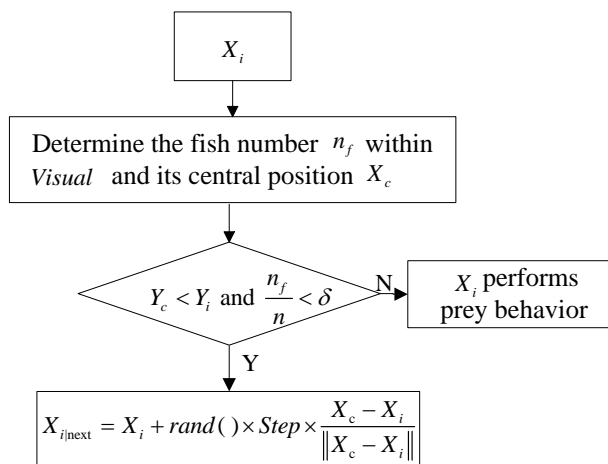 X_i
Determine the fish number n_f within
Visual and its central position X_c
Y_c < Y_i and n_f/n < δ
N
X_i performs
prey behavior
Y
X_{i|next} = X_i + rand( ) × Step × (X_c − X_i)/‖X_c − X_i‖